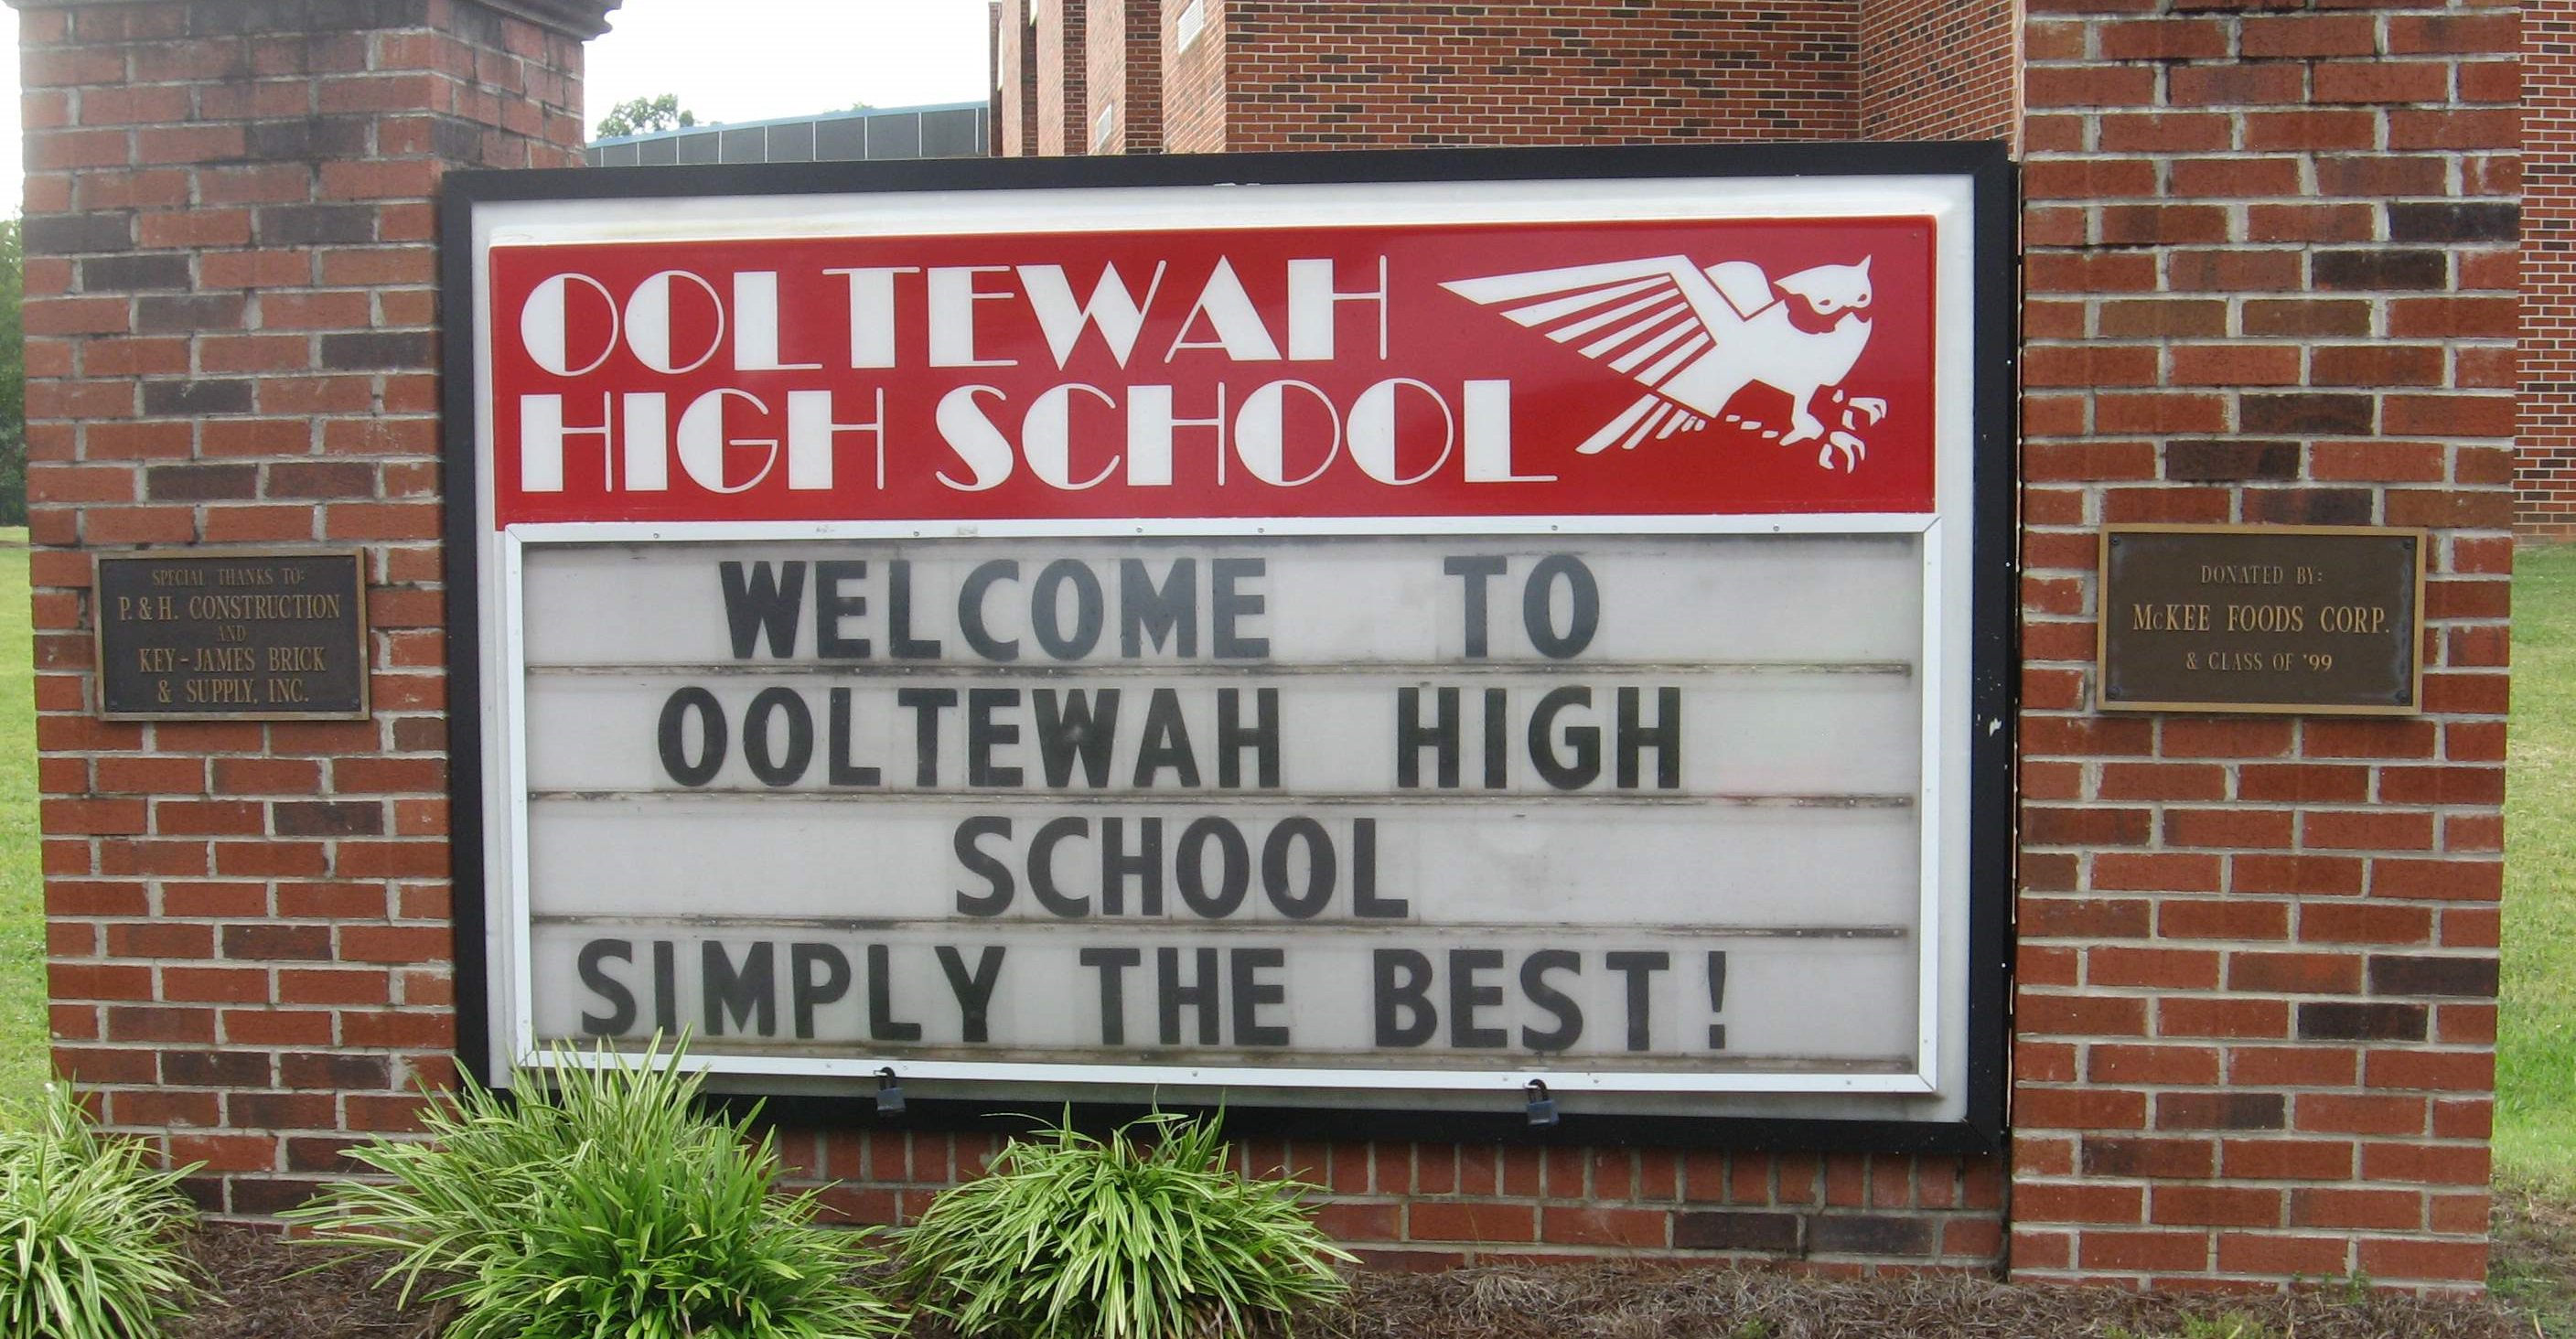 OOLTEWAH
HIGH SCHOOL
WELCOME TO
OOLTEWAH HIGH
SCHOOL
SIMPLY THE BEST!
SPECIAL THANKS TO:
P. & H. CONSTRUCTION
AND
KEY-JAMES BRICK
& SUPPLY, INC.
DONATED BY:
McKEE FOODS CORP.
& CLASS OF '99